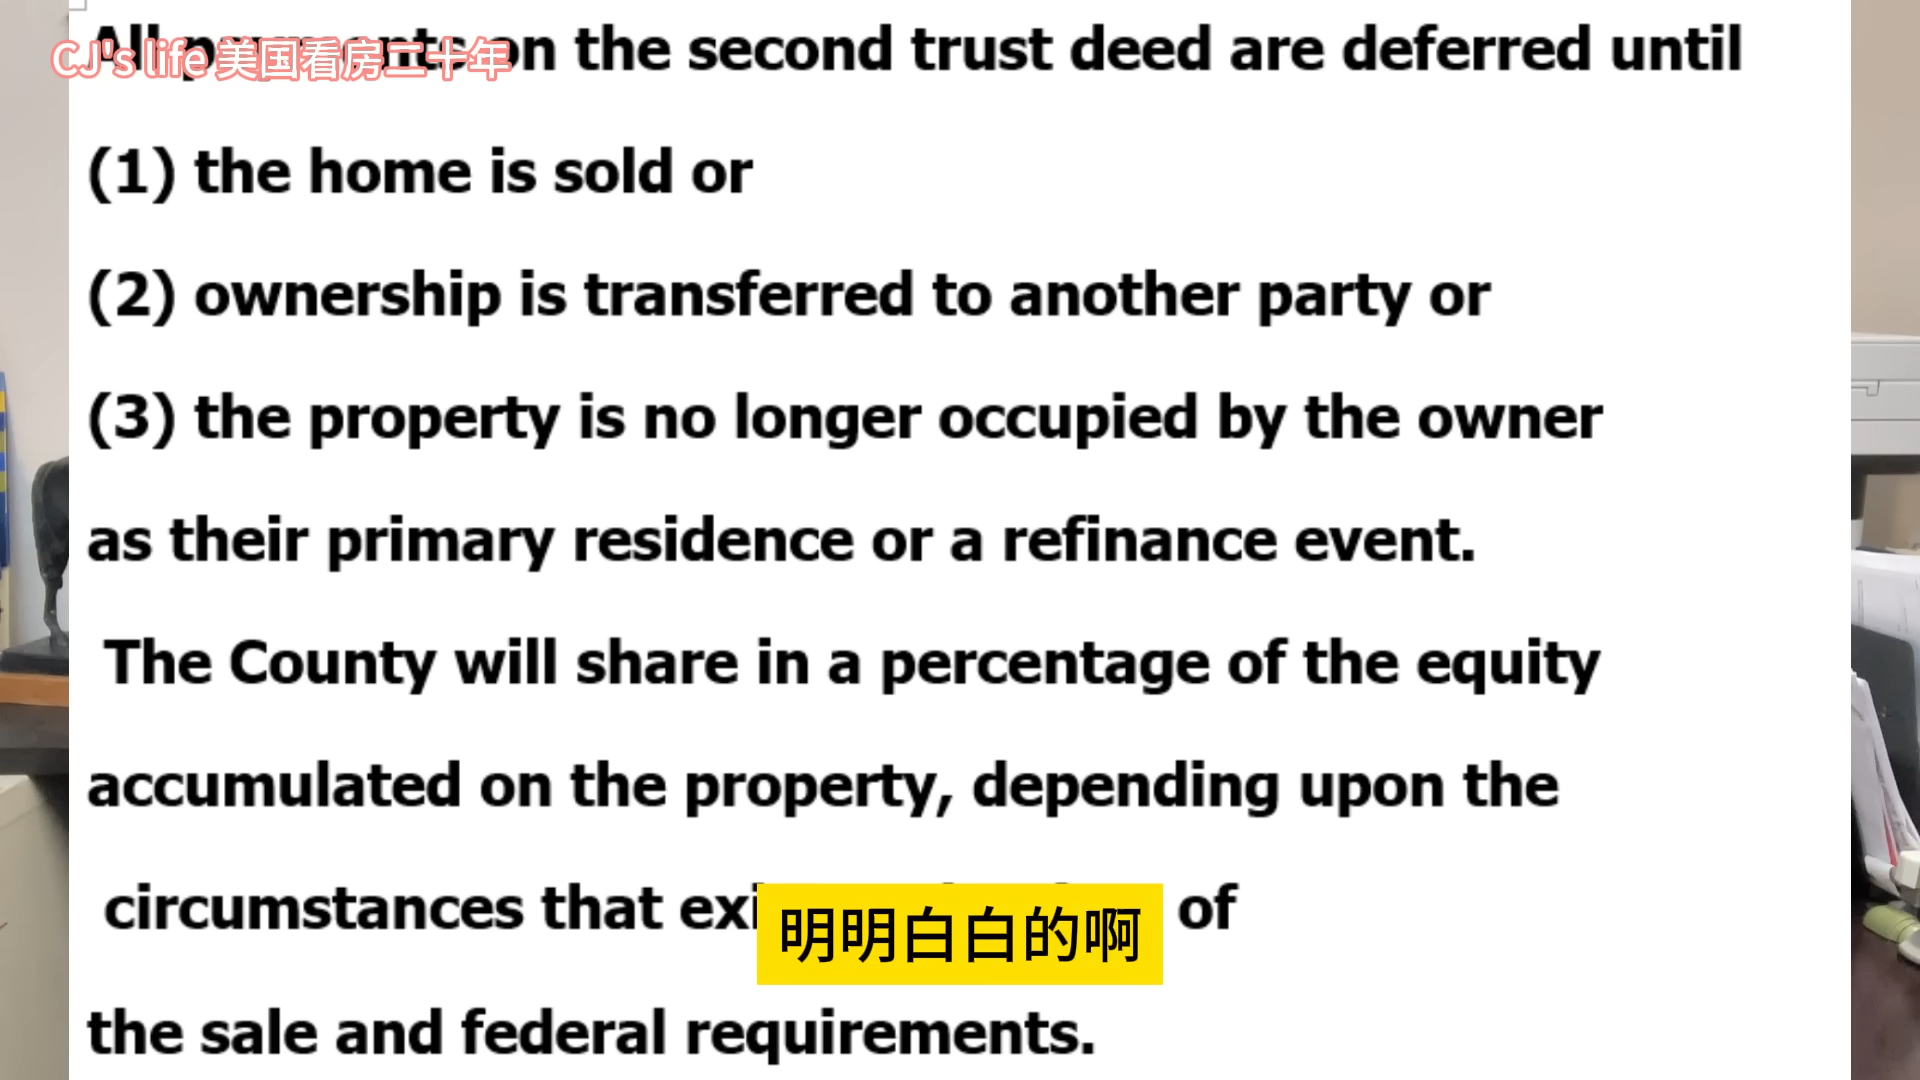 CJ's life 美国看房二十年
on the second trust deed are deferred until
(1) the home is sold or
(2) ownership is transferred to another party or
(3) the property is no longer occupied by the owner
as their primary residence or a refinance event.
The County will share in a percentage of the equity
accumulated on the property, depending upon the
circumstances that of
明明白白的啊
the sale and federal requirements.